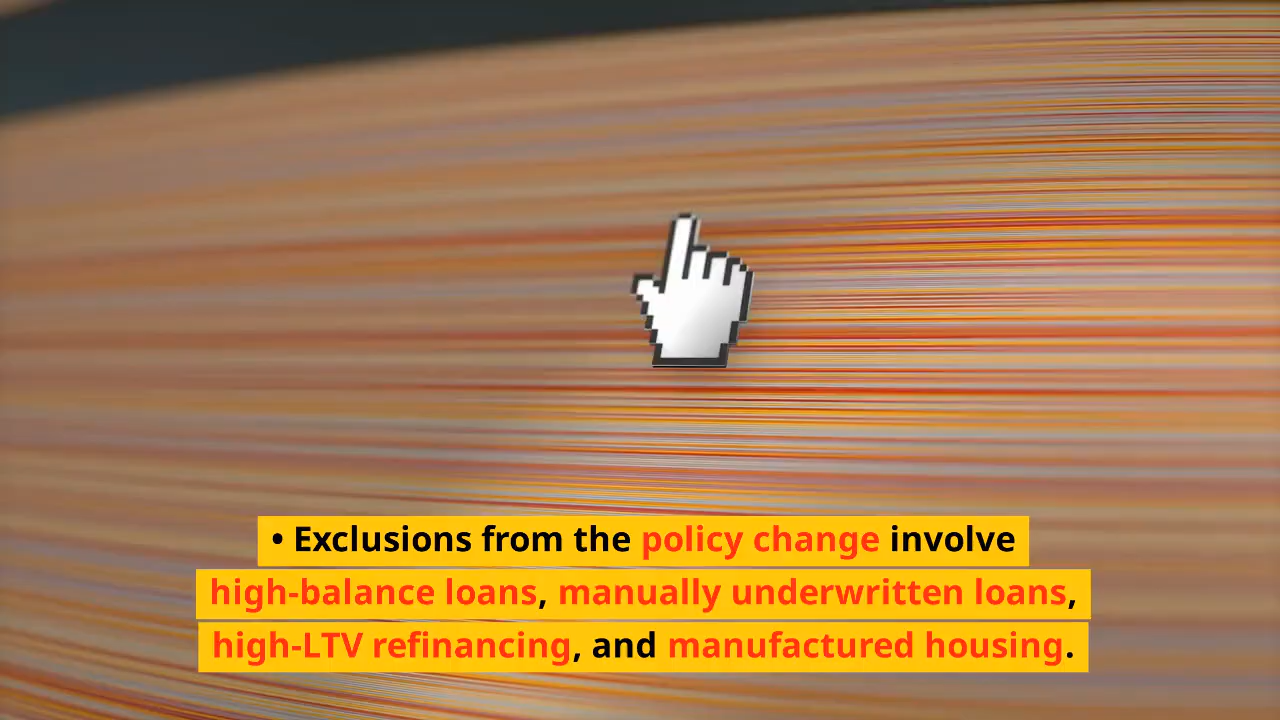 • Exclusions from the policy change involve
high-balance loans, manually underwritten loans,
high-LTV refinancing, and manufactured housing.